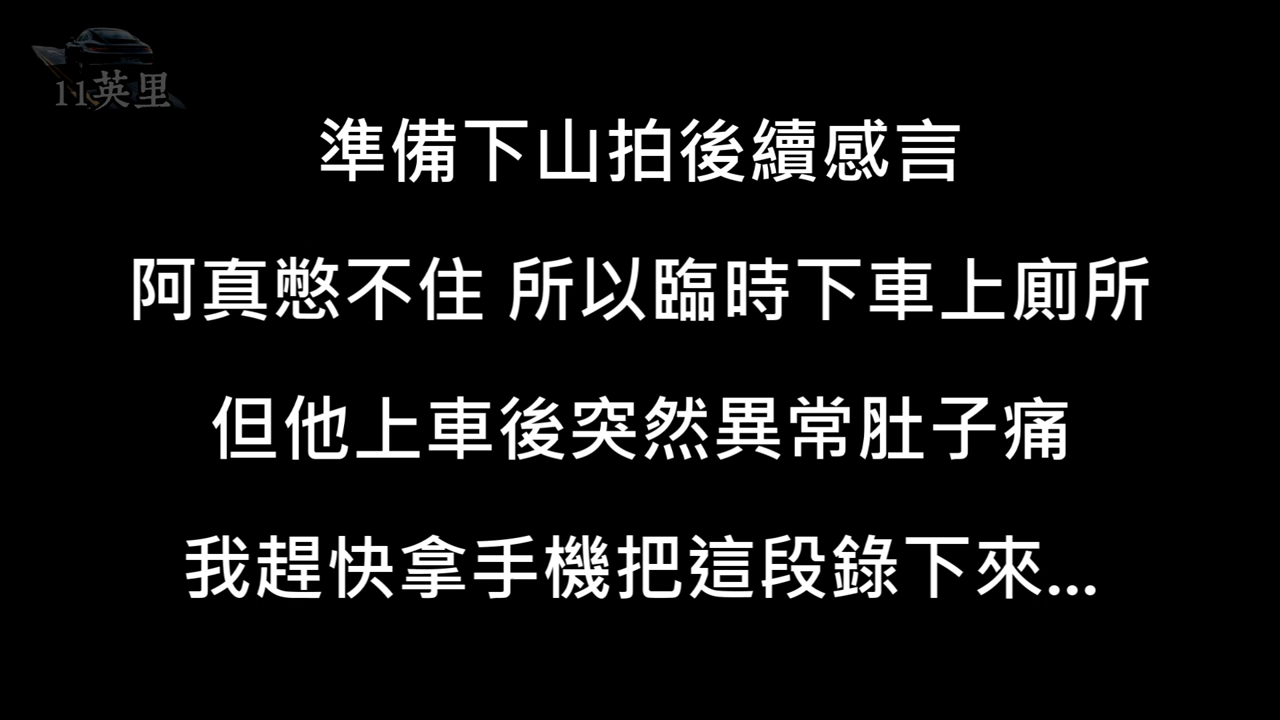 11英里
準備下山拍後續感言
阿真憋不住 所以臨時下車上廁所
但他上車後突然異常肚子痛
我趕快拿手機把這段錄下來...